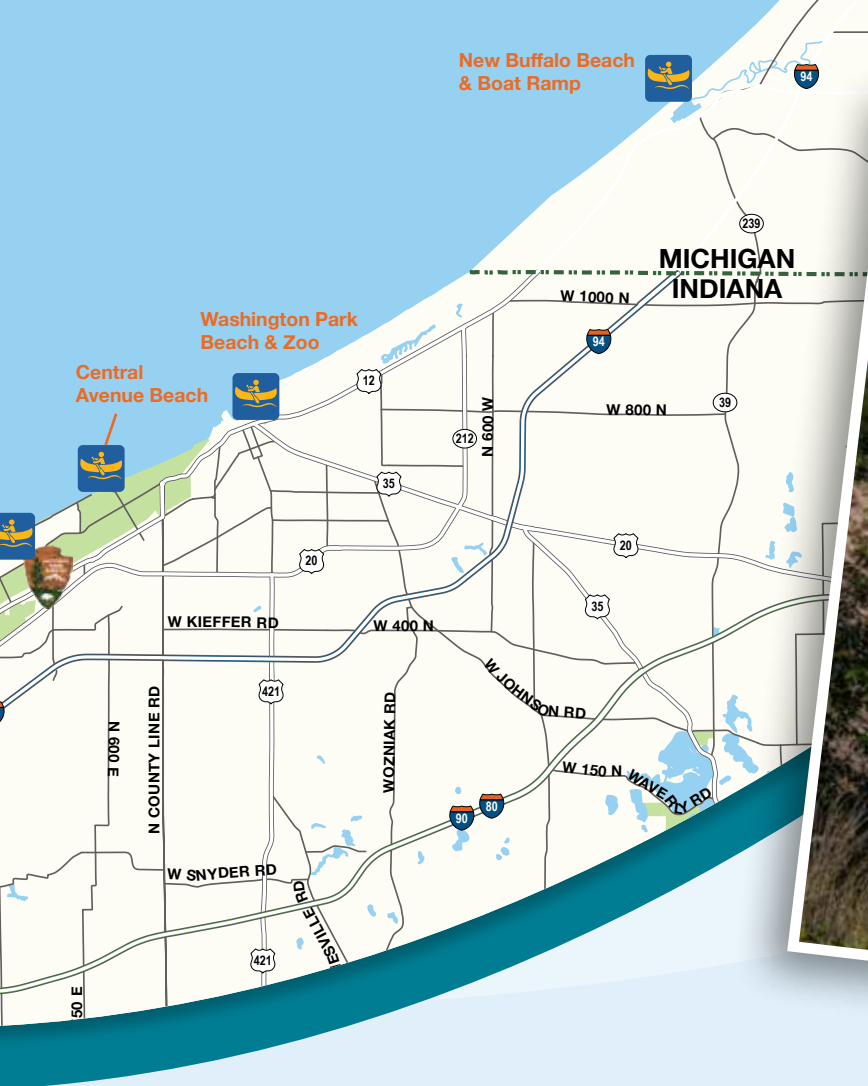 New Buffalo Beach
& Boat Ramp
94
239
MICHIGAN
INDIANA
W 1000 N
94
Washington Park
Beach & Zoo
Central
Avenue Beach
12
39
W 800 N
N 600 W
212
35
20
20
35
W KIEFFER RD
W 400 N
421
W JOHNSON RD
N 600 E
N COUNTY LINE RD
WOZNIAK RD
W 150 N
WAVERY RD
90
80
W SNYDER RD
ESVILLE RD
421
50 E